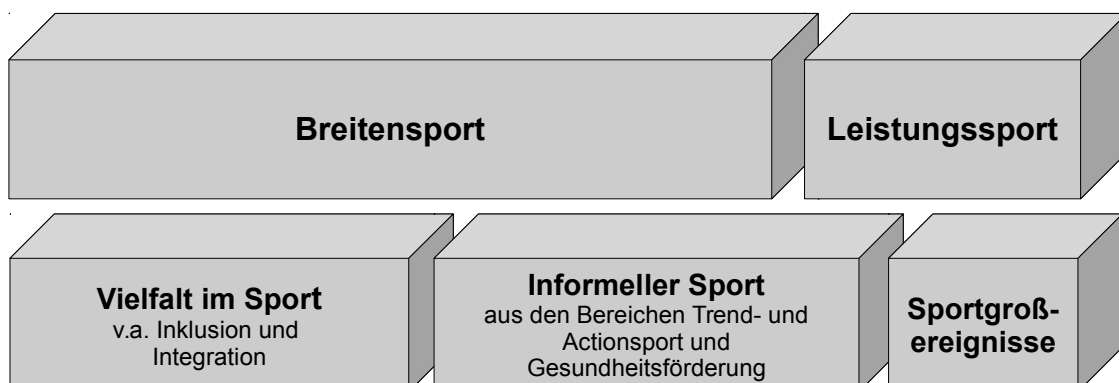 Breitensport
Leistungssport
Vielfalt im Sport
v.a. Inklusion und
Integration
Informeller Sport
aus den Bereichen Trend- und
Actionsport und
Gesundheitsförderung
Sportgroß-
ereignisse